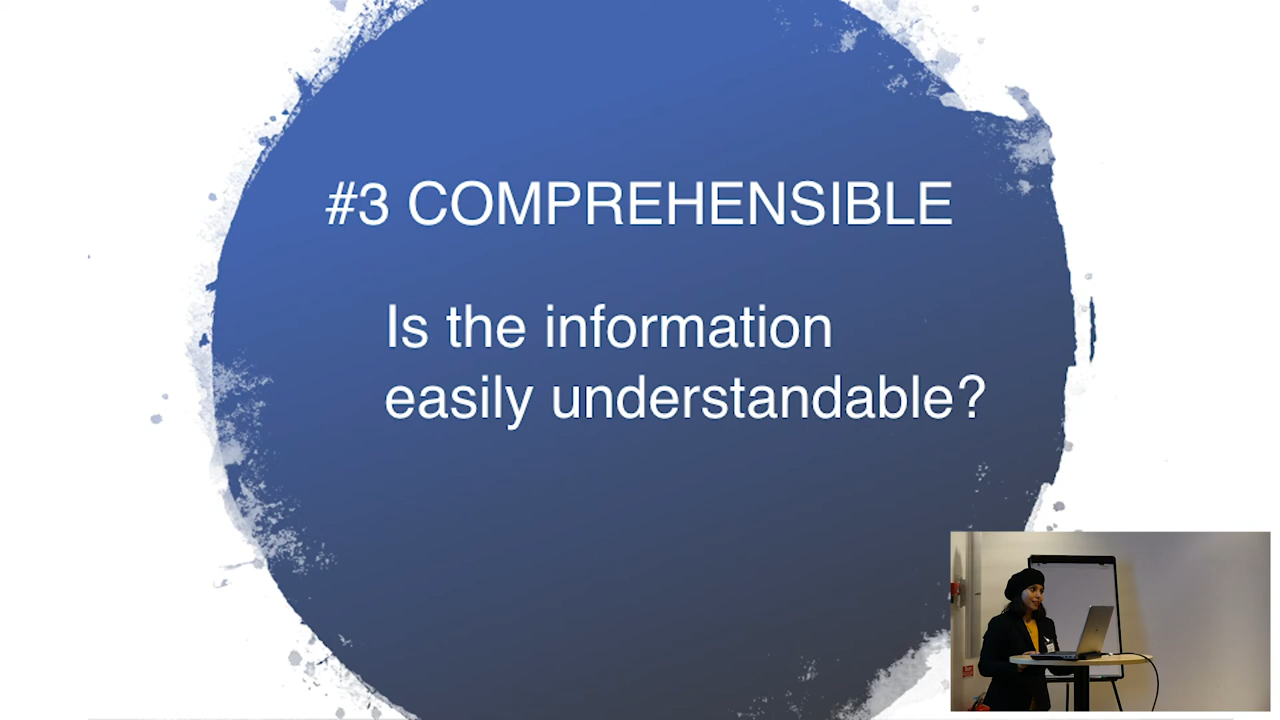 #3 COMPREHENSIBLE
Is the information
easily understandable?